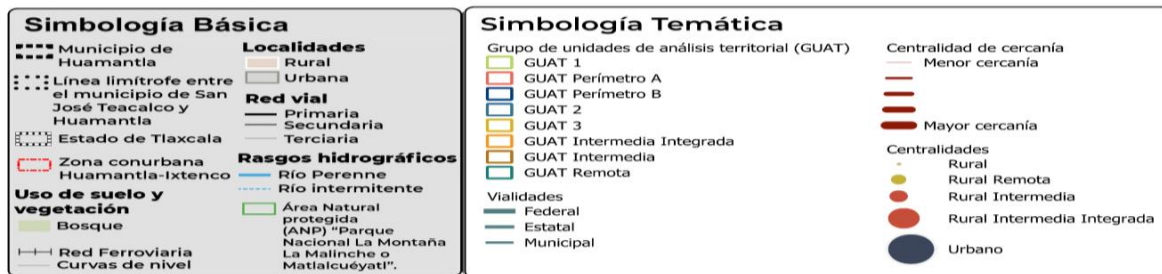 Simbología Básica
Municipio de
Huamantla
Línea limítrofe entre
el municipio de San
José Teacalco y
Huamantla
Estado de Tlaxcala
Zona conurbana
Huamantla-Ixtenco
Uso de suelo y
vegetación
Bosque
Red Ferroviaria
Curvas de nivel
Localidades
Rural
Urbana
Red vial
Primaria
Secundaria
Terciaria
Rasgos hidrográficos
Río Perenne
Río intermitente
Área Natural
protegida
(ANP) “Parque
Nacional La Montaña
La Malinche o
Matlalcuéyatl”.
Simbología Temática
Grupo de unidades de análisis territorial (GUAT)
GUAT 1
GUAT Perímetro A
GUAT Perímetro B
GUAT 2
GUAT 3
GUAT Intermedia Integrada
GUAT Intermedia
GUAT Remota
Vialidades
Federal
Estatal
Municipal
Centralidad de cercanía
Menor cercanía
Mayor cercanía
Centralidades
Rural
Rural Remota
Rural Intermedia
Rural Intermedia Integrada
Urbano